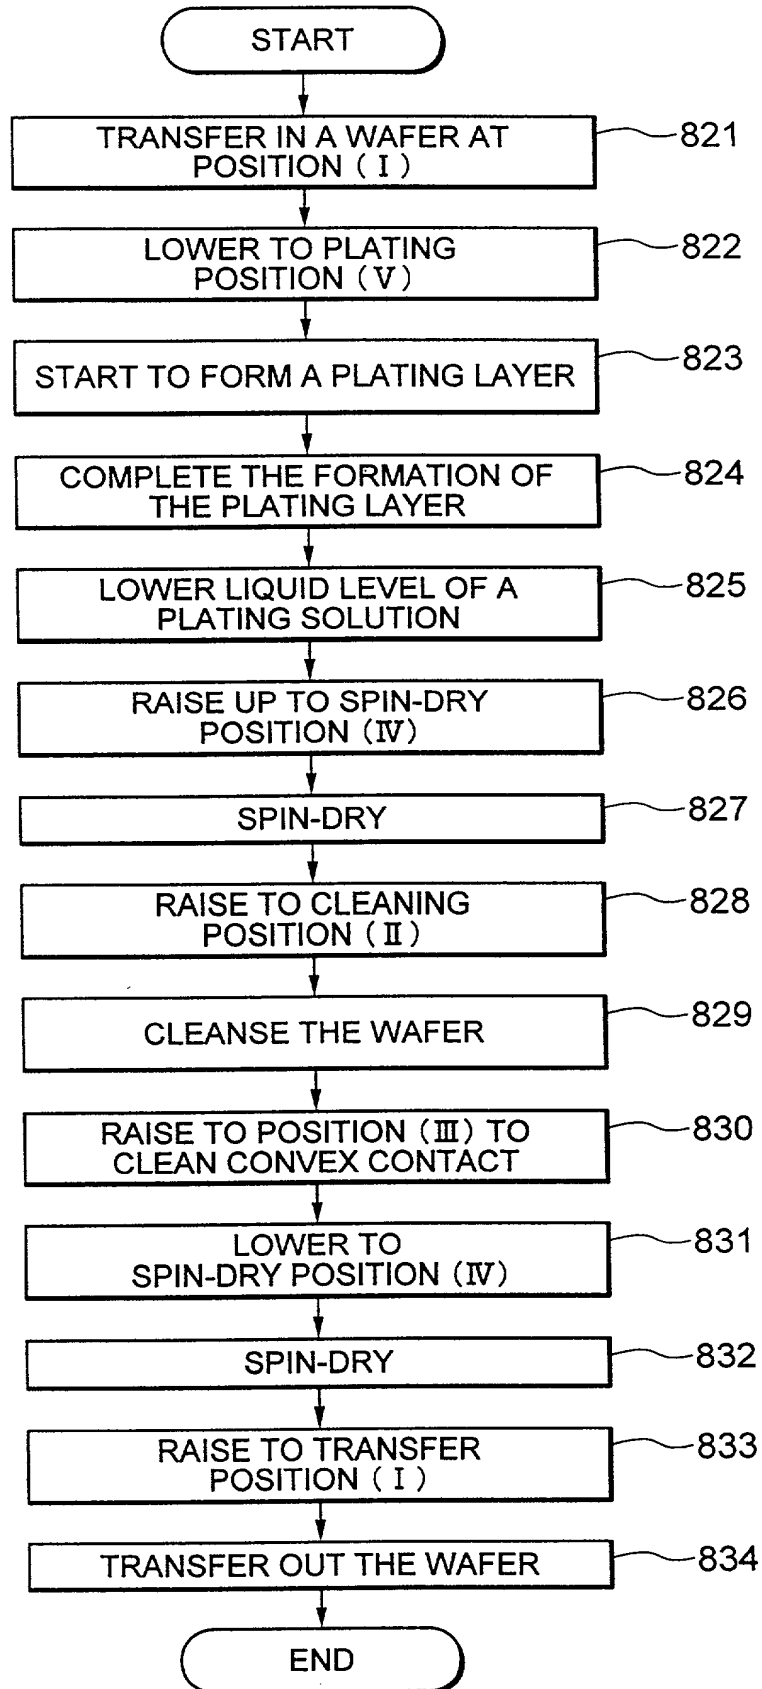 START
TRANSFER IN A WAFER AT
POSITION ( I )
821
LOWER TO PLATING
POSITION ( V )
822
START TO FORM A PLATING LAYER
823
COMPLETE THE FORMATION OF
THE PLATING LAYER
824
LOWER LIQUID LEVEL OF A
PLATING SOLUTION
825
RAISE UP TO SPIN-DRY
POSITION (IV)
826
SPIN-DRY
827
RAISE TO CLEANING
POSITION ( II )
828
CLEANSE THE WAFER
829
RAISE TO POSITION ( III ) TO
CLEAN CONVEX CONTACT
830
LOWER TO
SPIN-DRY POSITION (IV)
831
SPIN-DRY
832
RAISE TO TRANSFER
POSITION ( I )
833
TRANSFER OUT THE WAFER
834
END